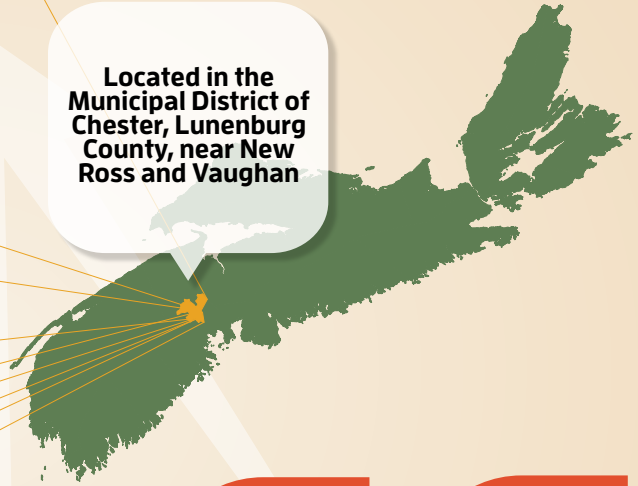 Located in the
Municipal District of
Chester, Lunenburg
County, near New
Ross and Vaughan